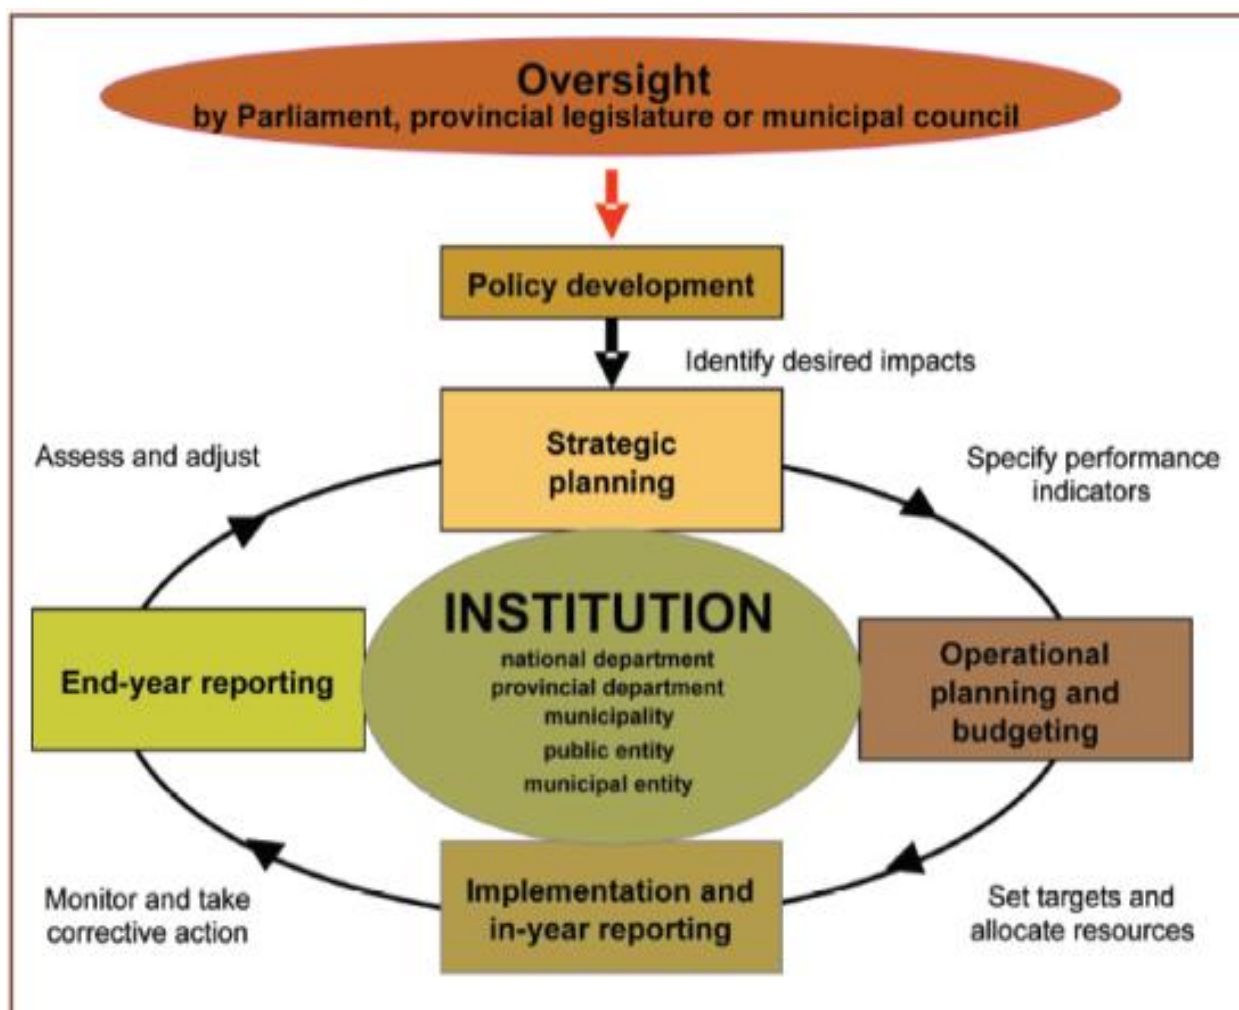 Oversight
by Parliament, provincial legislature or municipal council
Policy development
Identify desired impacts
Strategic
planning
Assess and adjust
Specify performance
indicators
INSTITUTION
national department
provincial department
municipality
public entity
municipal entity
End-year reporting
Operational
planning and
budgeting
Implementation and
in-year reporting
Monitor and take
corrective action
Set targets and
allocate resources